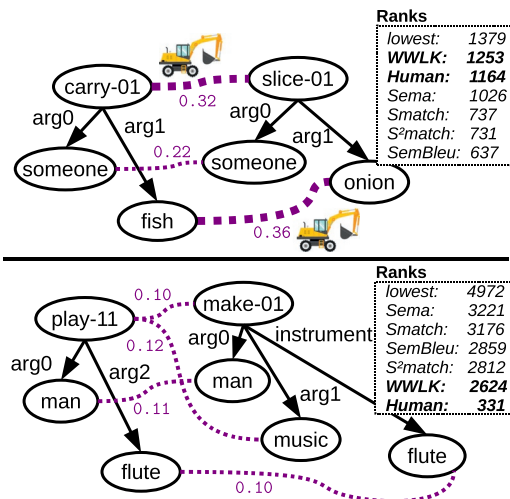 Ranks
lowest: 1379
WWLK: 1253
Human: 1164
Sema: 1026
Smatch: 737
S²match: 731
SemBleu: 637
carry-01
slice-01
0.32
arg0
arg1
arg0
arg1
someone
0.22
someone
onion
fish
0.36
Ranks
lowest: 4972
Sema: 3221
Smatch: 3176
SemBleu: 2859
S²match: 2812
WWLK: 2624
Human: 331
play-11
0.10
make-01
0.12
arg0
instrument
arg0
arg2
man
0.11
man
arg1
music
flute
flute
0.10